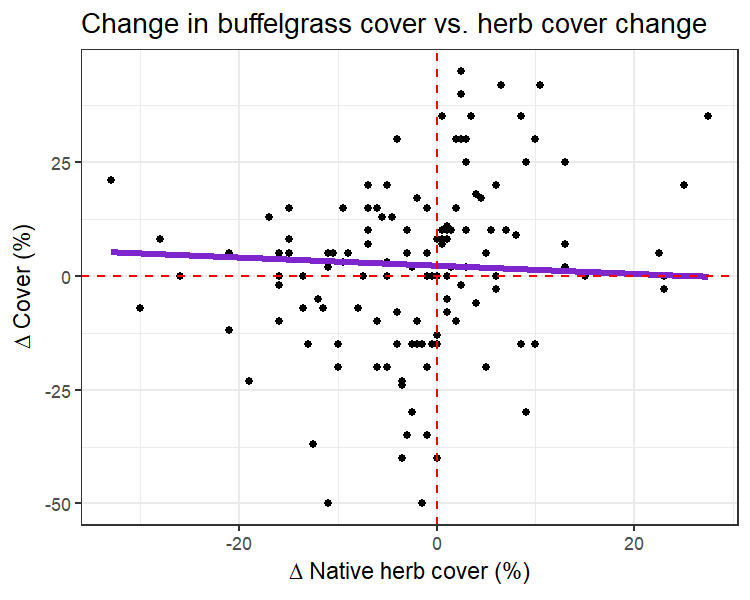 Change in buffelgrass cover vs. herb cover change
Δ Cover (%)
25
0
-25
-50
-20
0
20
Δ Native herb cover (%)